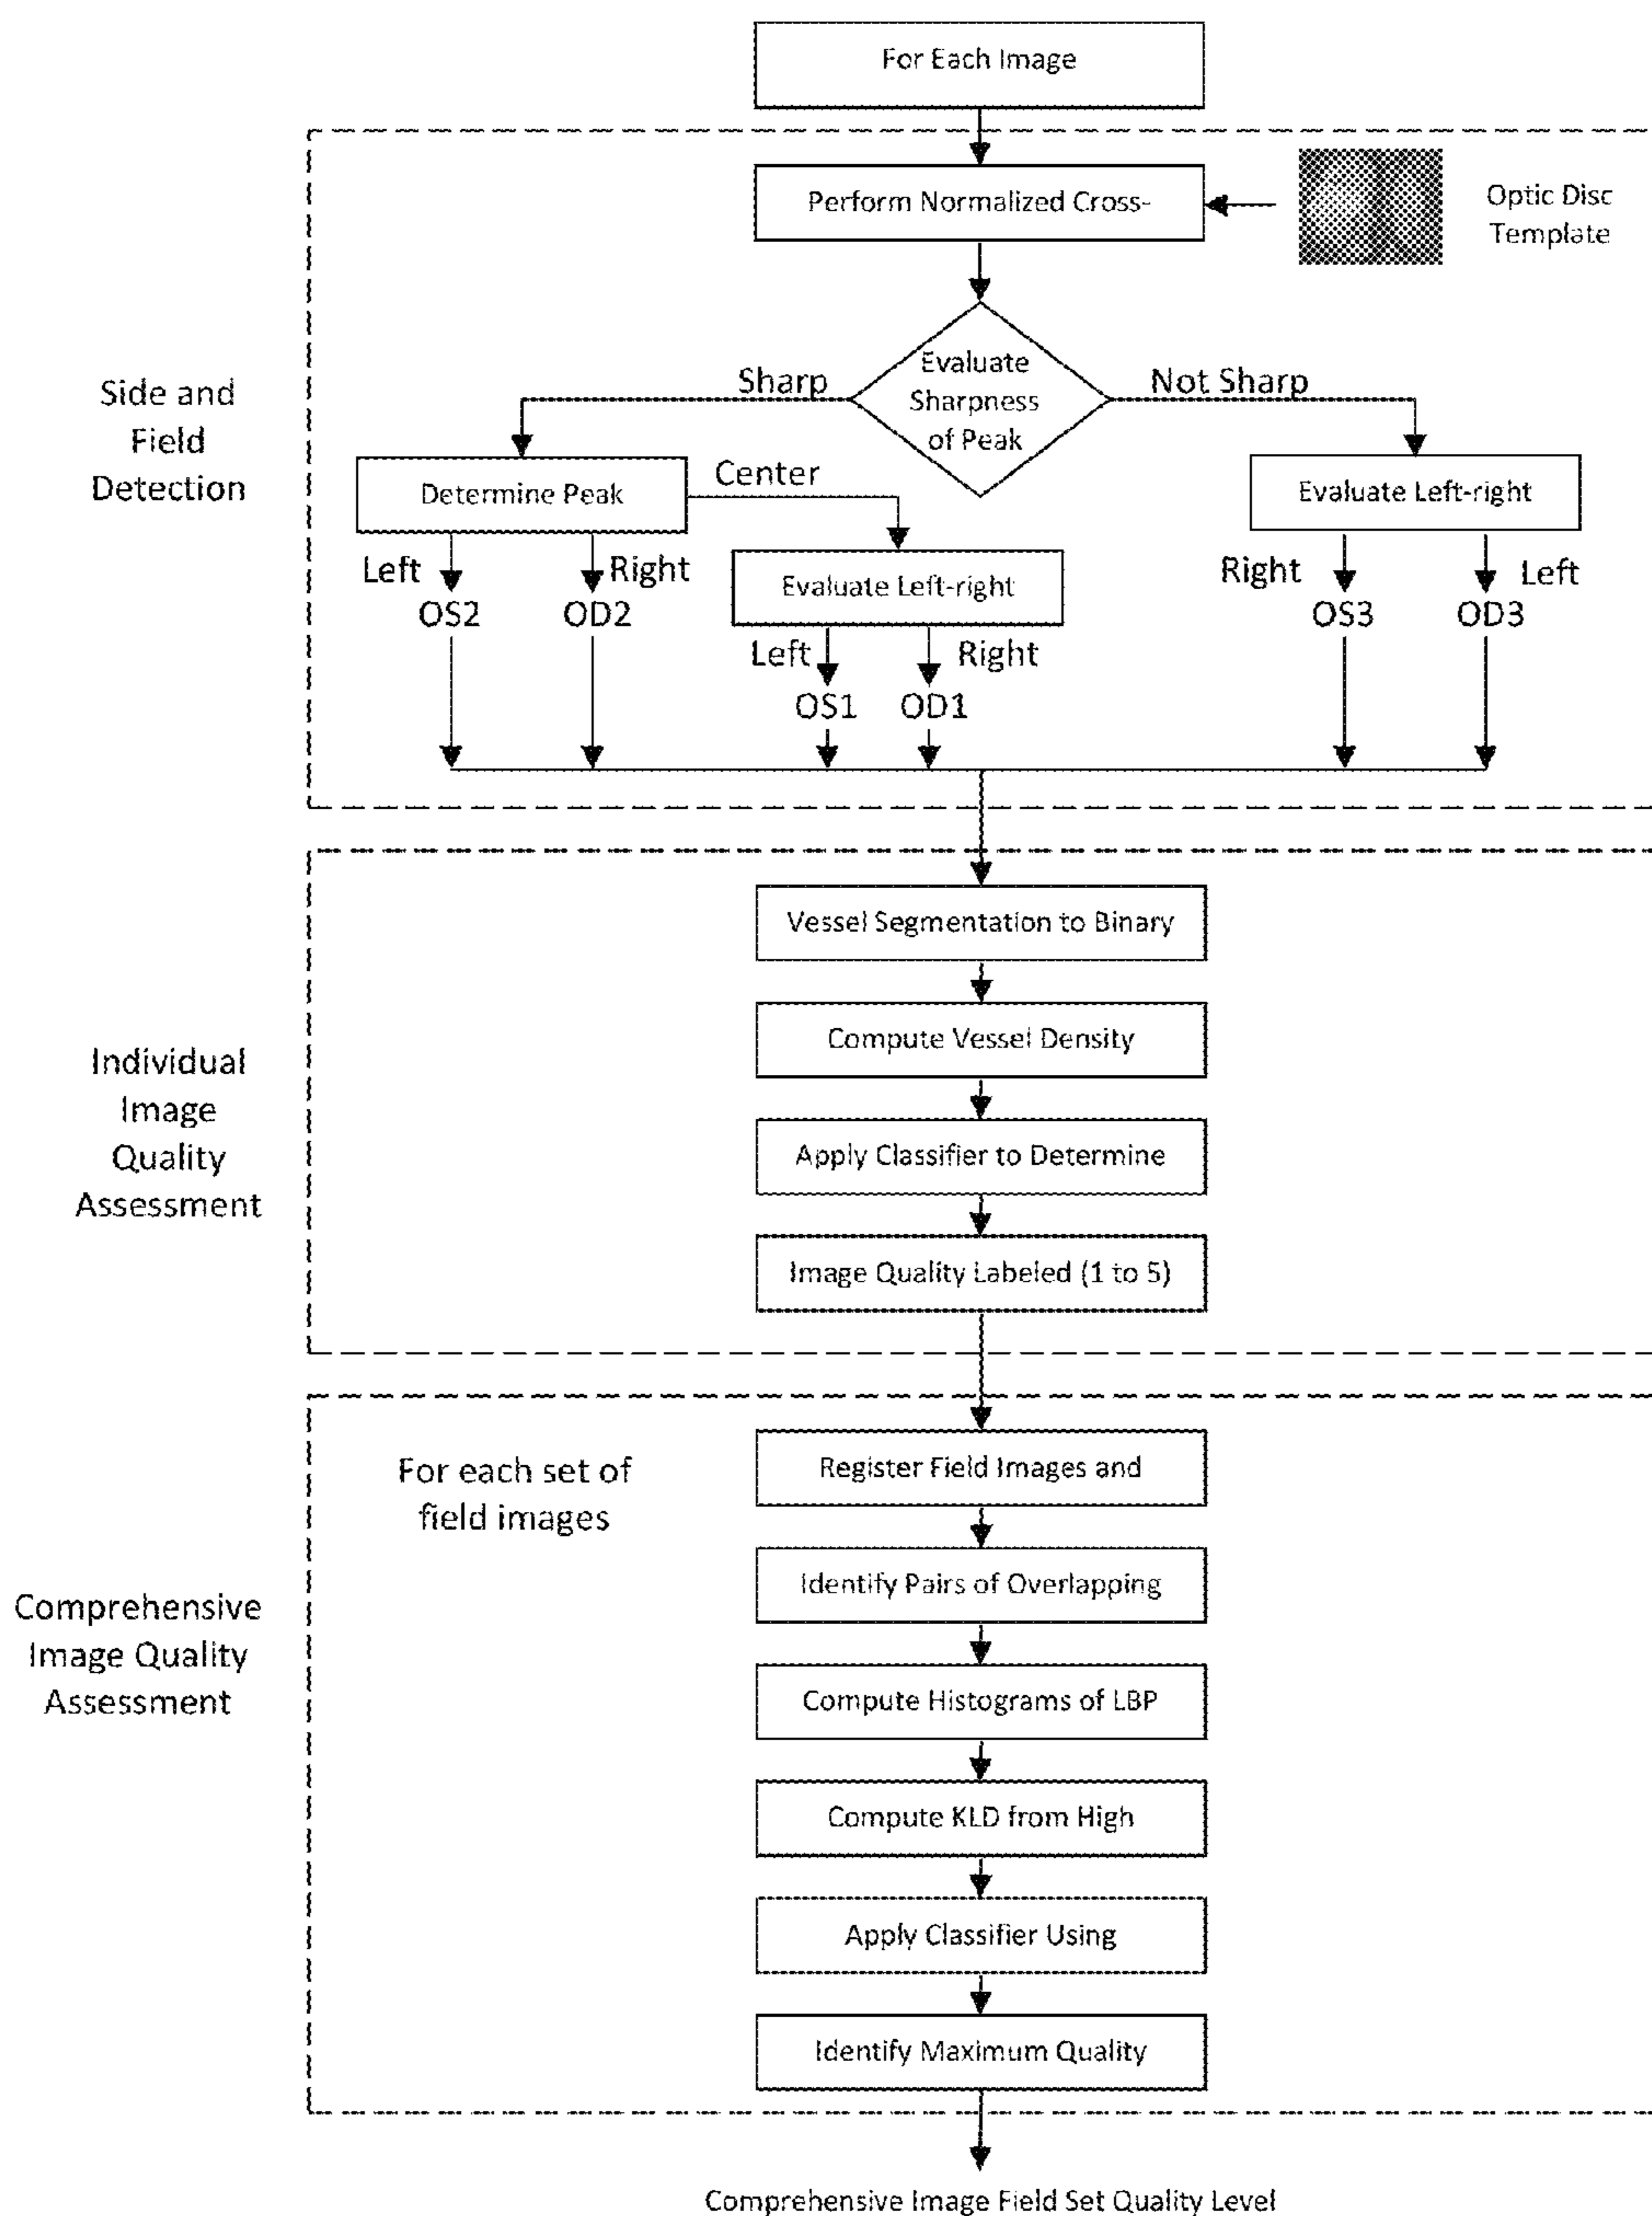 For Each Image
Perform Normalized Cross-
Optic Disc
Template
Side and
Field
Detection
Evaluate
Sharpness
of Peak
Sharp
Not Sharp
Determine Peak
Center
Evaluate Left-right
Left
Right
OS2
OD2
Evaluate Left-right
Left
Right
OS1
OD1
Right
Left
OS3
OD3
Individual
Image
Quality
Assessment
Vessel Segmentation to Binary
Compute Vessel Density
Apply Classifier to Determine
Image Quality Labeled (1 to 5)
Comprehensive
Image Quality
Assessment
For each set of
field images
Register Field Images and
Identify Pairs of Overlapping
Compute Histograms of LBP
Compute KLD from High
Apply Classifier Using
Identify Maximum Quality
Comprehensive Image Field Set Quality Level